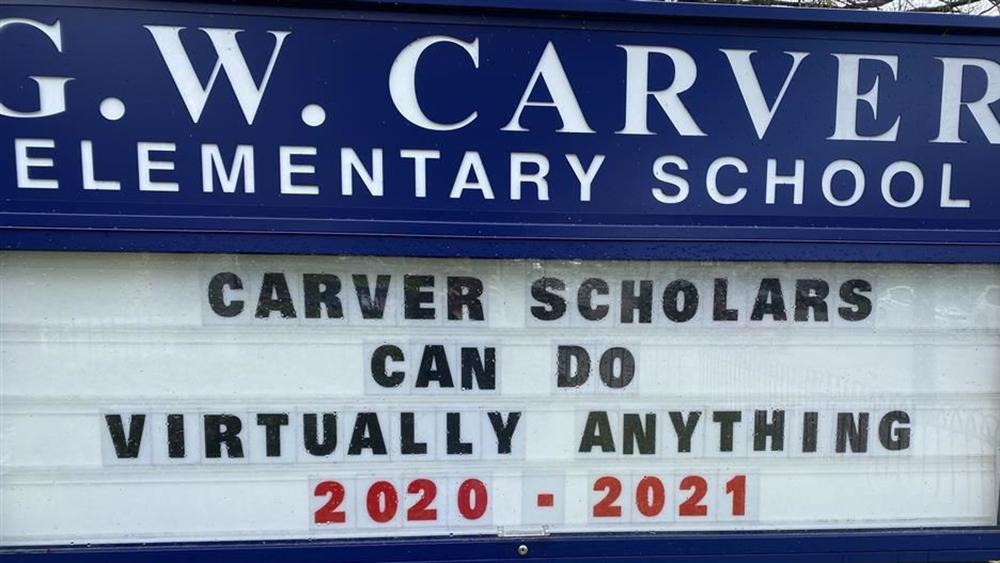 G.W. CARVER
ELEMENTARY SCHOOL
CARVER SCHOLARS
CAN DO
VIRTUALLY ANYTHING
2020 - 2021